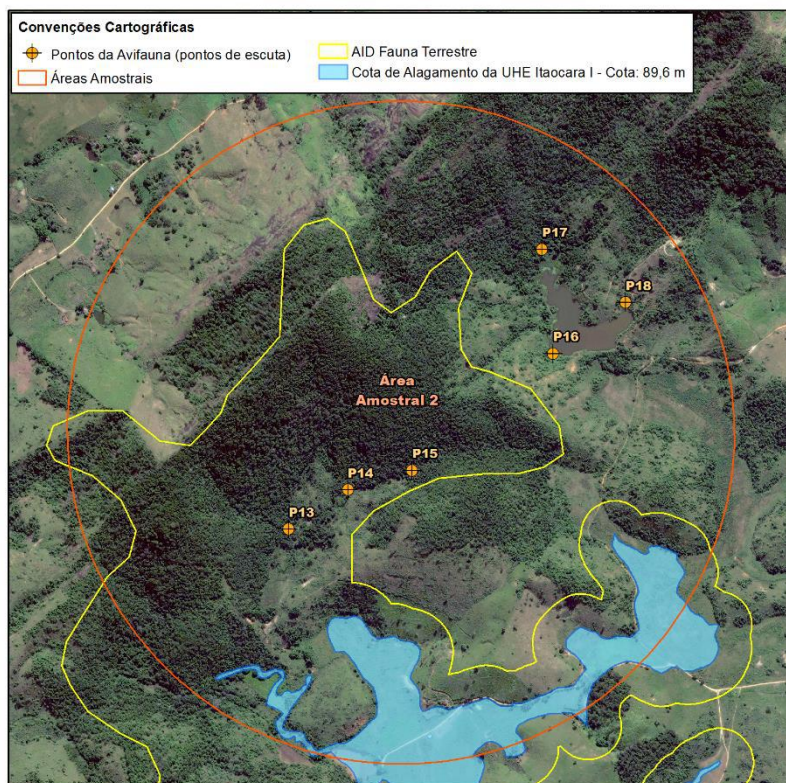 Convenções Cartográficas
Pontos da Avifauna (pontos de escuta)
Áreas Amostrais
AID Fauna Terrestre
Cota de Alagamento da UHE Itaocara I - Cota: 89,6 m
P17
P18
P16
Área
Amostral 2
P15
P14
P13